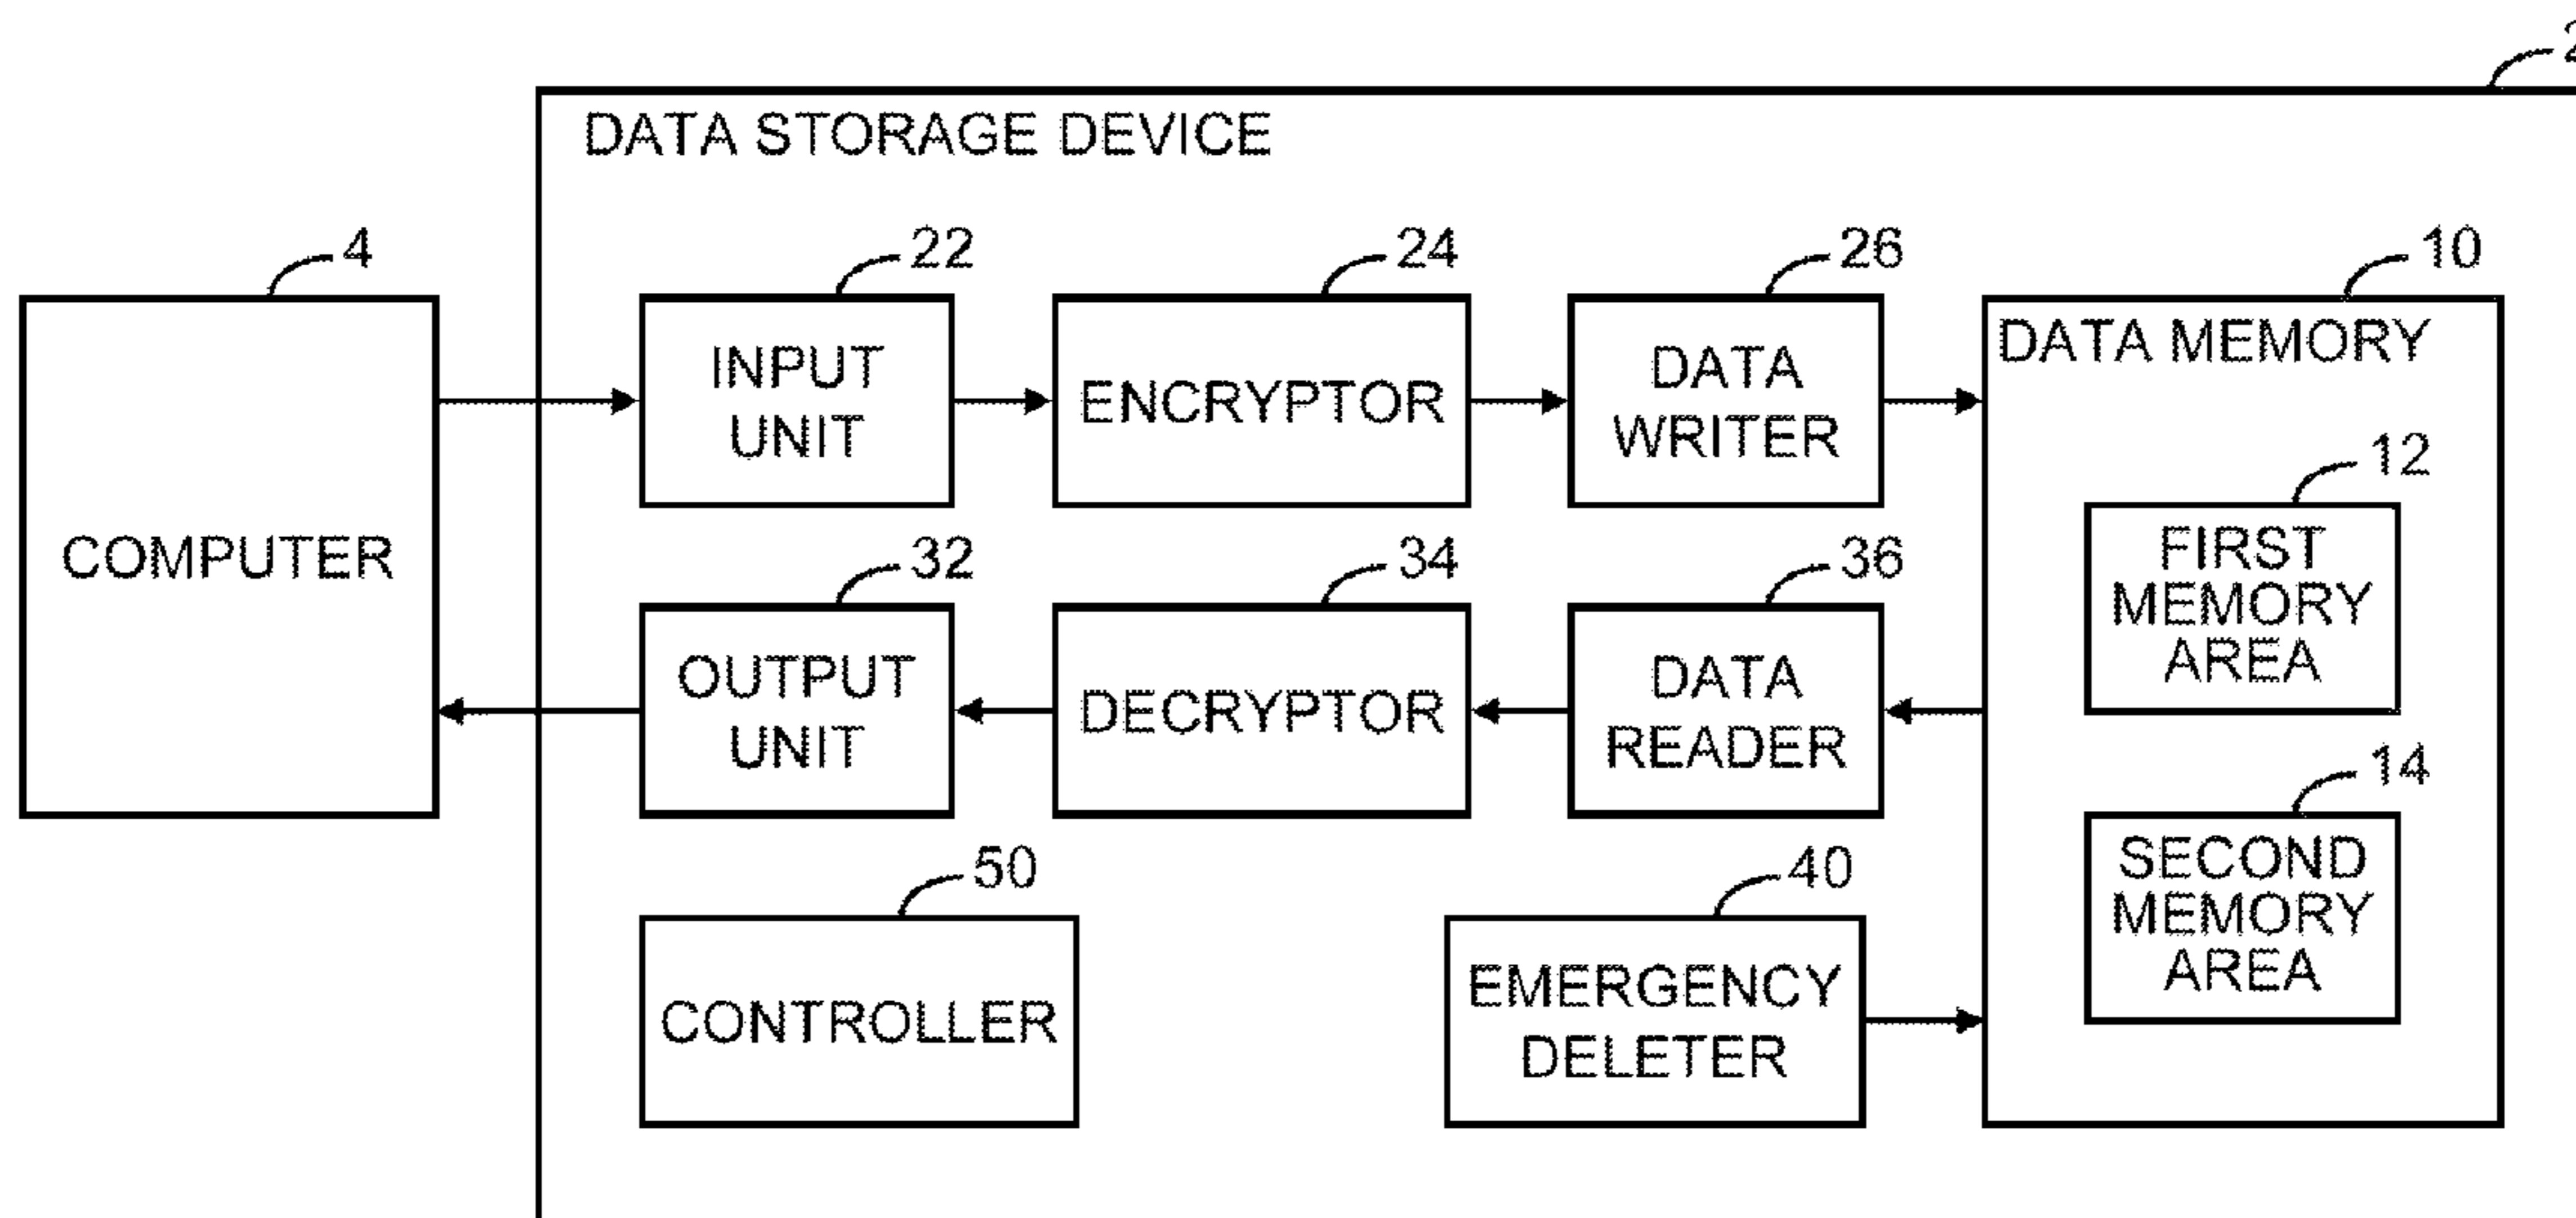 2
DATA STORAGE DEVICE
4
22
24
26
10
COMPUTER
INPUT
UNIT
ENCRYPTOR
DATA
WRITER
DATA MEMORY
12
FIRST
MEMORY
AREA
32
34
36
OUTPUT
UNIT
DECRYPTOR
DATA
READER
14
SECOND
MEMORY
AREA
50
40
CONTROLLER
EMERGENCY
DELETER